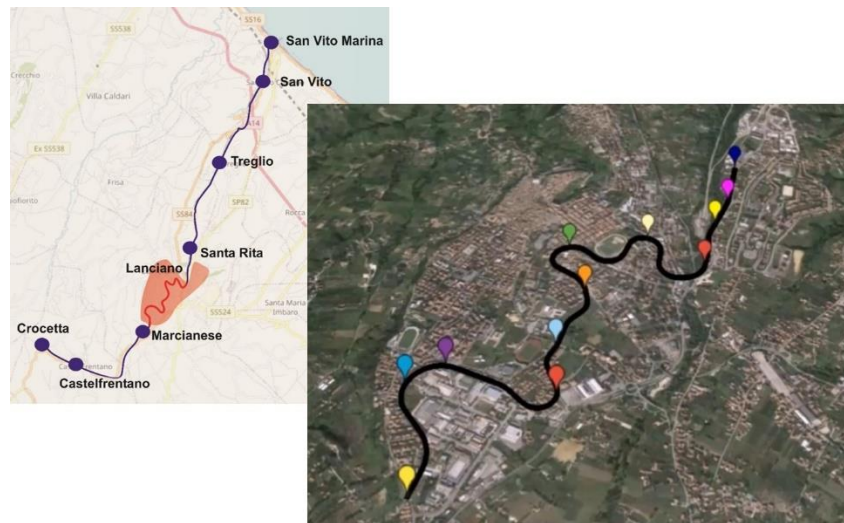 SS16
SS538
San Vito Marina
Crecchio
San Vito
Villa Caldari
A14
Ex SS538
Treglio
Frisa
SP82
SS84
Rocca
Santa Rita
Lanciano
SS524
Santa Maria
Imbaro
Marcianese
Crocetta
Castelfrentano